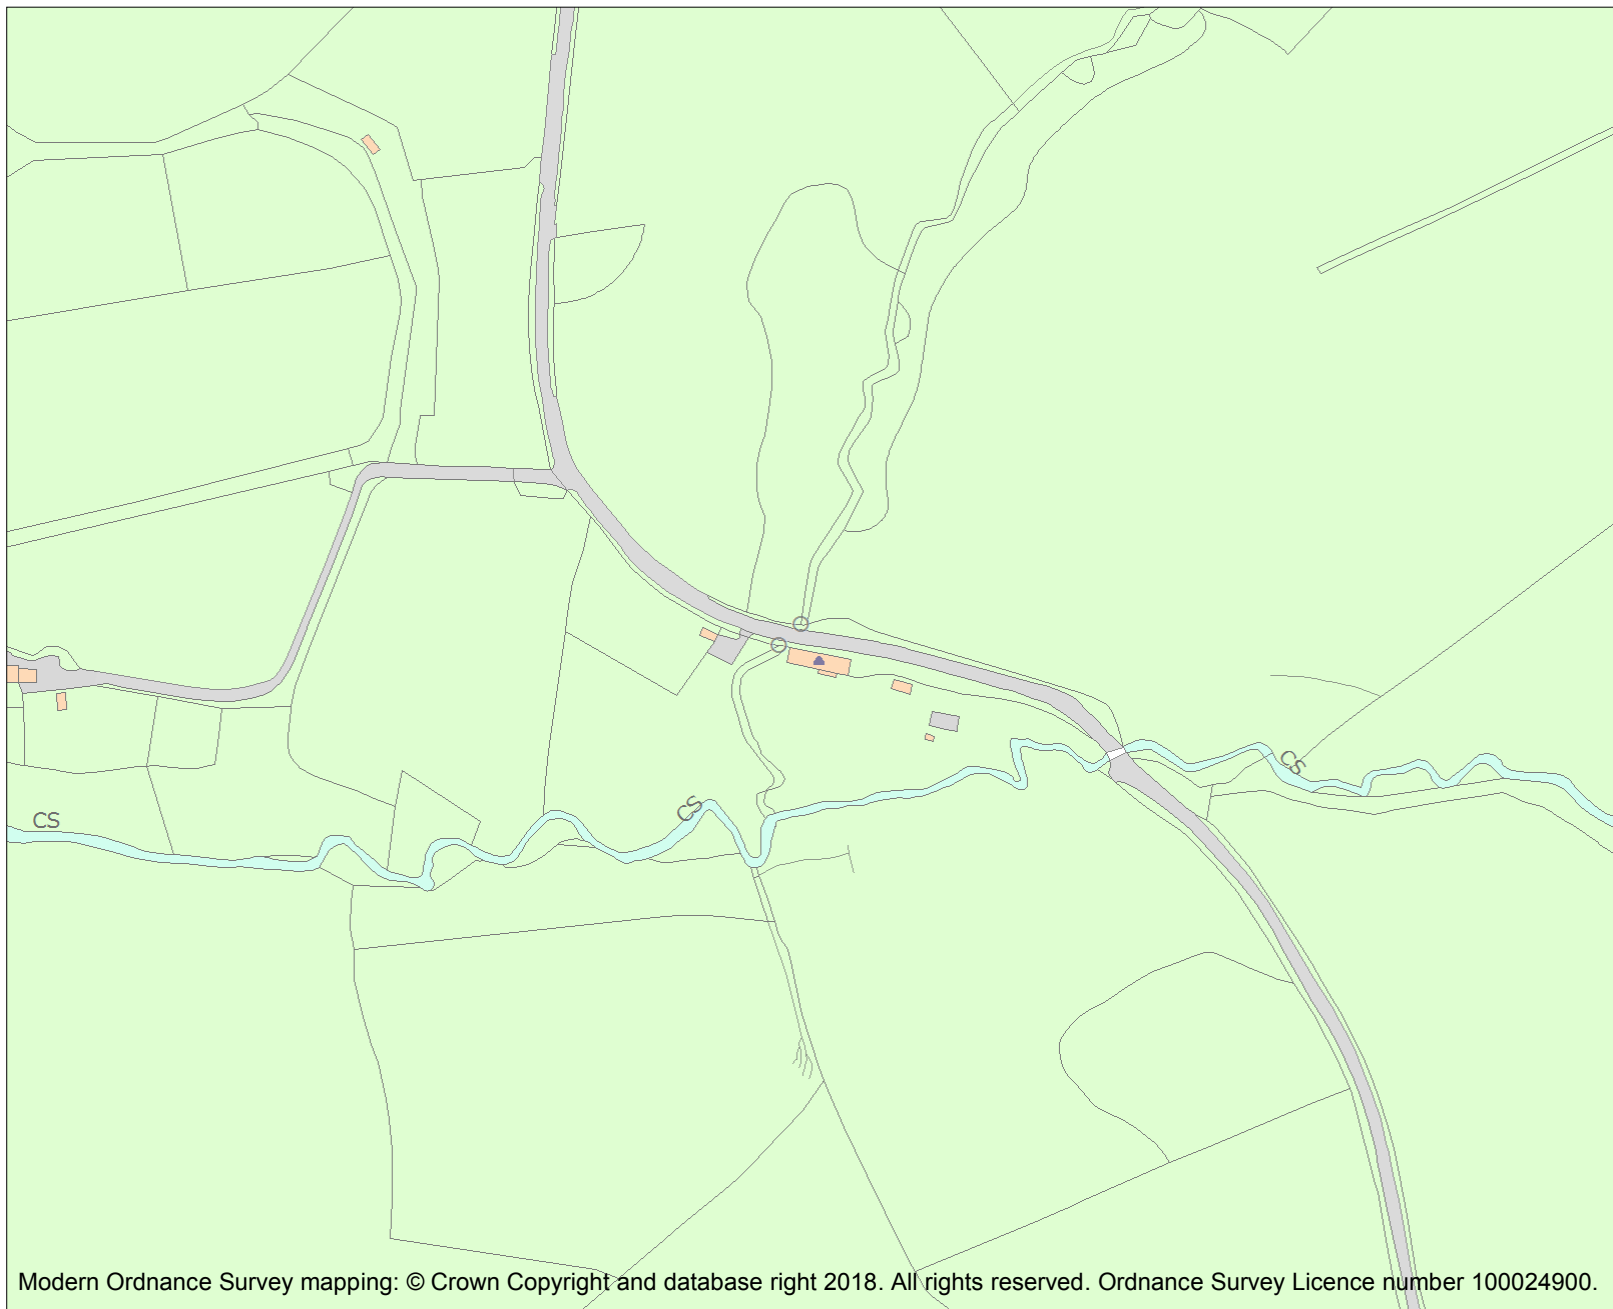 CS
CS
CS
Modern Ordnance Survey mapping: © Crown Copyright and database right 2018. All rights reserved. Ordnance Survey Licence number 100024900.